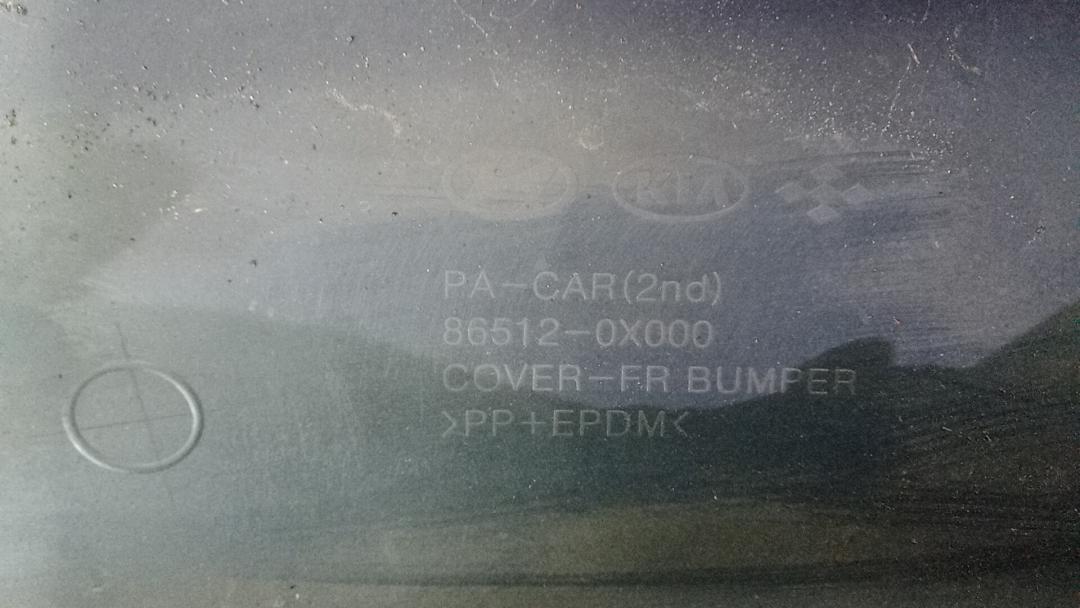 KIA
PA-CAR(2nd)
86512-0X000
COVER-FR BUMPER
>PP+EPDM<